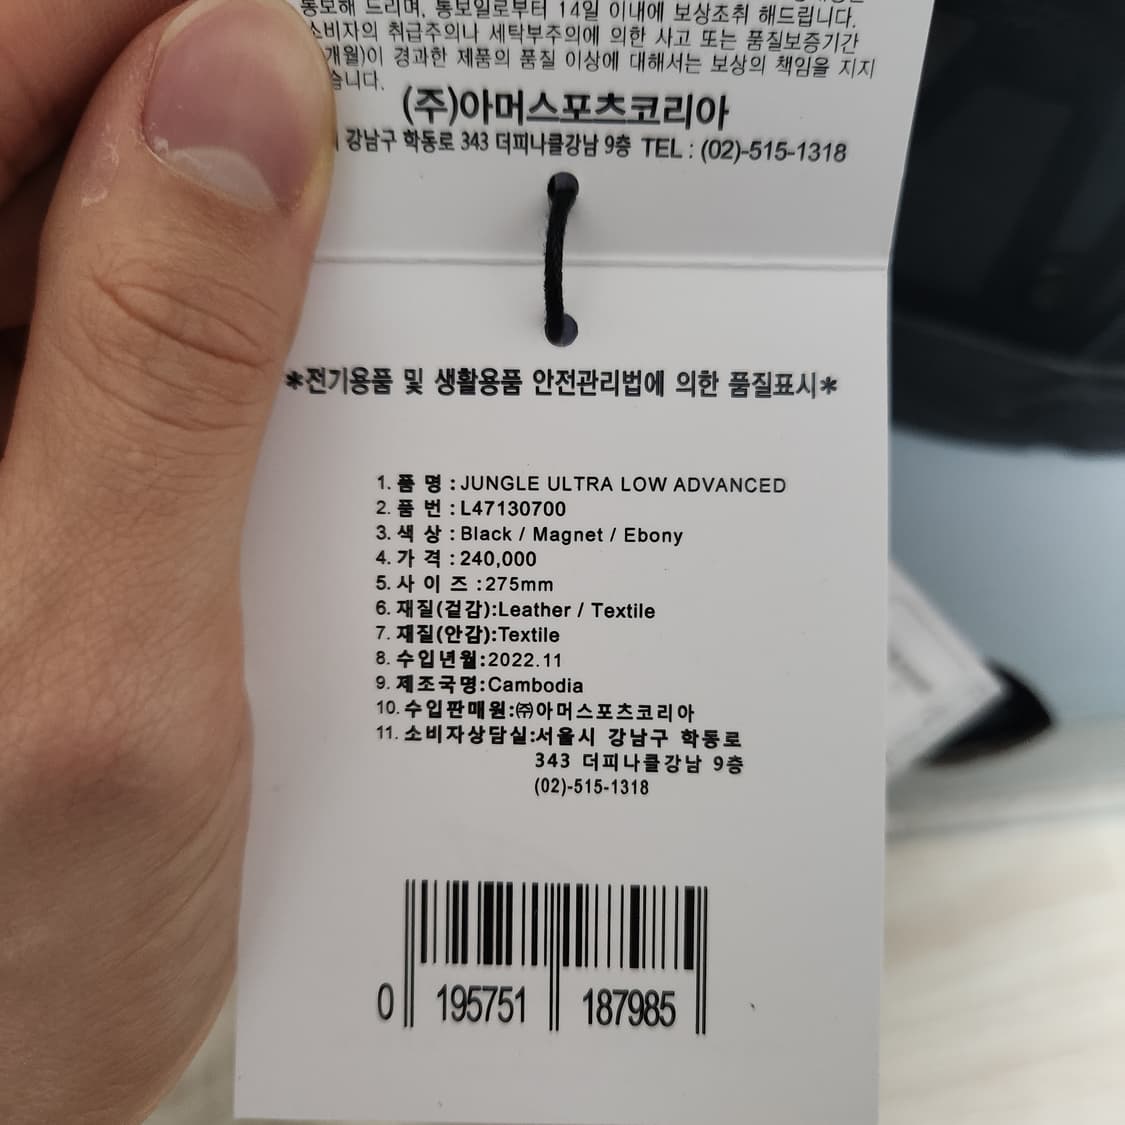 통보해 드리며, 통보일로부터 14일 이내에 보상조취 해드립니다.
소비자의 취급주의나 세탁부주의에 의한 사고 또는 품질보증기간
개월)이 경과한 제품의 품질 이상에 대해서는 보상의 책임을 지지
습니다.
(주)아머스포츠코리아
강남구 학동로 343 더피나클강남 9층 TEL : (02)-515-1318
*전기용품 및 생활용품 안전관리법에 의한 품질표시*
1. 품 명 : JUNGLE ULTRA LOW ADVANCED
2. 품 번 : L47130700
3. 색 상 : Black / Magnet / Ebony
4. 가 격 : 240,000
5. 사 이 즈 : 275mm
6. 재질(겉감):Leather / Textile
7. 재질(안감):Textile
8. 수입년월:2022.11
9. 제조국명:Cambodia
10. 수입판매원:㈜아머스포츠코리아
11. 소비자상담실:서울시 강남구 학동로
343 더피나클강남 9층
(02)-515-1318
0 195751 187985